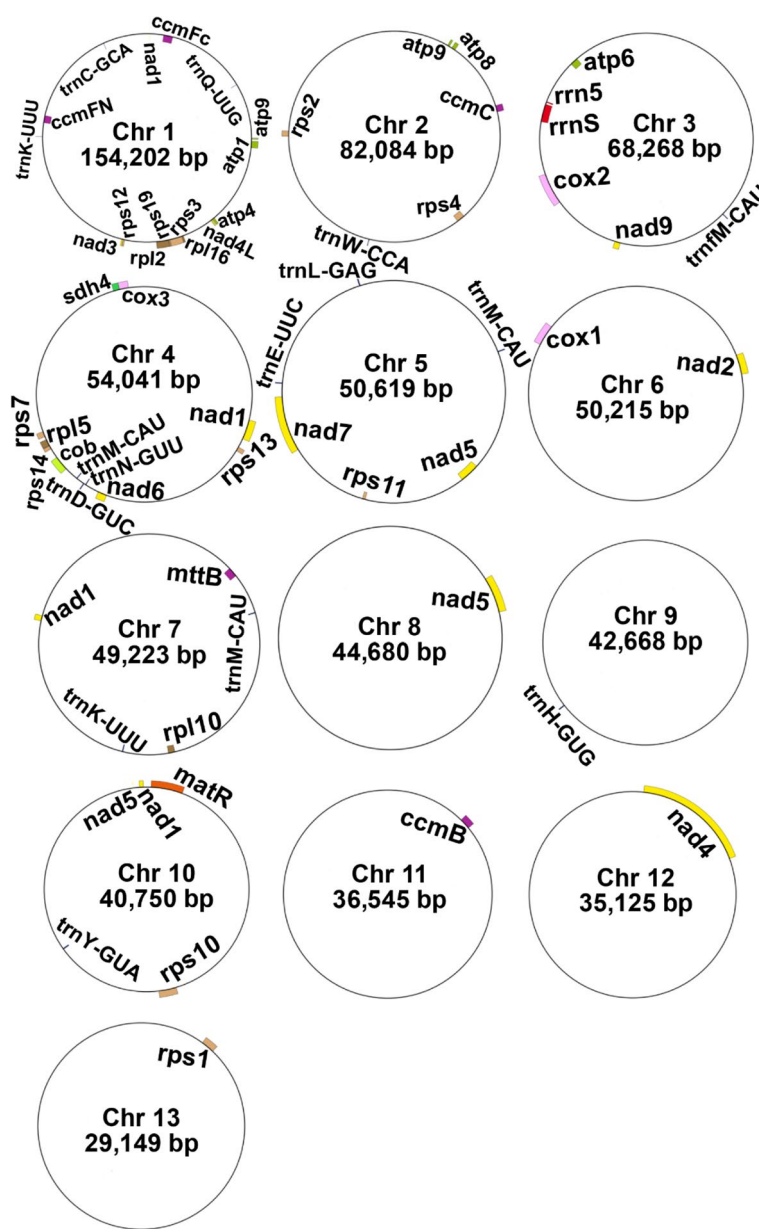 ccmFc
trnC-GCA
nad1
trnQ-UUG
ccmFN
trnK-UUU
Chr 1
154,202 bp
atp9
atp1
rps12
rps19
rps3
atp4
nad4L
rpl16
nad3
rpl2
atp9
atp8
rps2
ccmC
Chr 2
82,084 bp
rps4
trnW-CCA
atp6
rrn5
rrnS
Chr 3
68,268 bp
cox2
nad9
trnfM-CAU
sdh4
cox3
Chr 4
54,041 bp
rps7
rpl5
nad1
rps14
cob
trnM-CAU
trnN-GUU
rps13
trnD-GUC
nad6
trnL-GAG
trnE-UUC
trnM-CAU
Chr 5
50,619 bp
nad7
nad5
rps11
cox1
nad2
Chr 6
50,215 bp
mttB
nad1
Chr 7
49,223 bp
trnM-CAU
trnK-UUU
rpl10
nad5
Chr 8
44,680 bp
Chr 9
42,668 bp
trnH-GUG
nad5
nad1
matR
Chr 10
40,750 bp
trnY-GUA
rps10
ccmB
Chr 11
36,545 bp
nad4
Chr 12
35,125 bp
rps1
Chr 13
29,149 bp